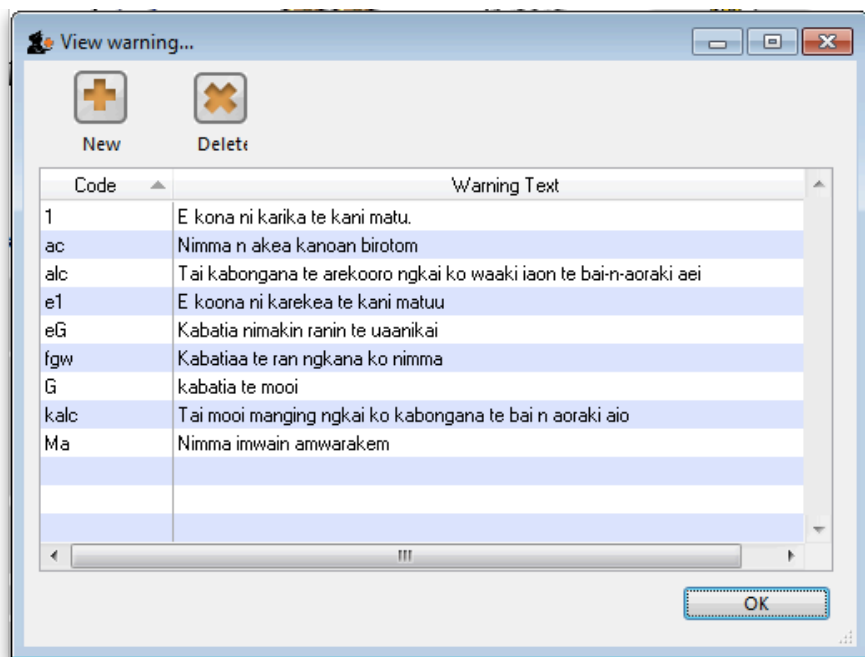 View warning...
New Delete
Code Warning Text
1 E kona ni karika te kani matu.
ac Nimma n akea kanoan birotom
alc Tai kabongana te arekooro ngkai ko waaki iaon te bai-n-aoraki aei
e1 E koona ni karekea te kani matuu
eG Kabatia nimakin ranin te uaanikai
fgw Kabatiaa te ran ngkana ko nimma
G kabatia te mooi
kalc Tai mooi manging ngkai ko kabongana te bai n aoraki aio
Ma Nimma imwain amwarakem
OK